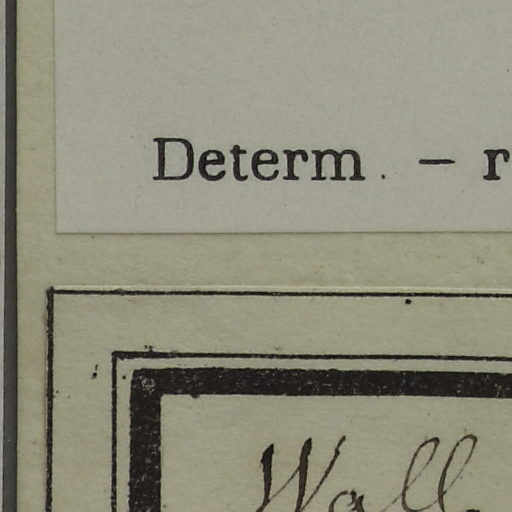 Determ. – r
Wall.